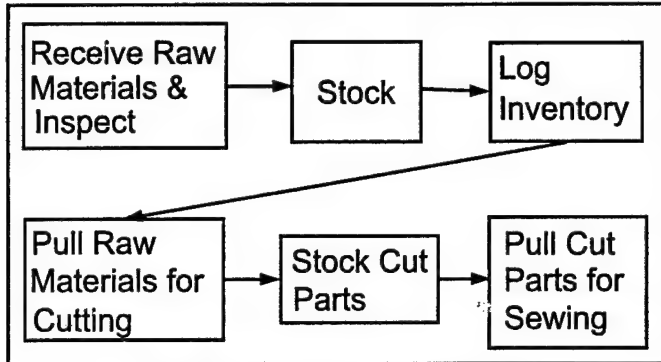 Receive Raw
Materials &
Inspect
Stock
Log
Inventory
Pull Raw
Materials for
Cutting
Stock Cut
Parts
Pull Cut
Parts for
Sewing